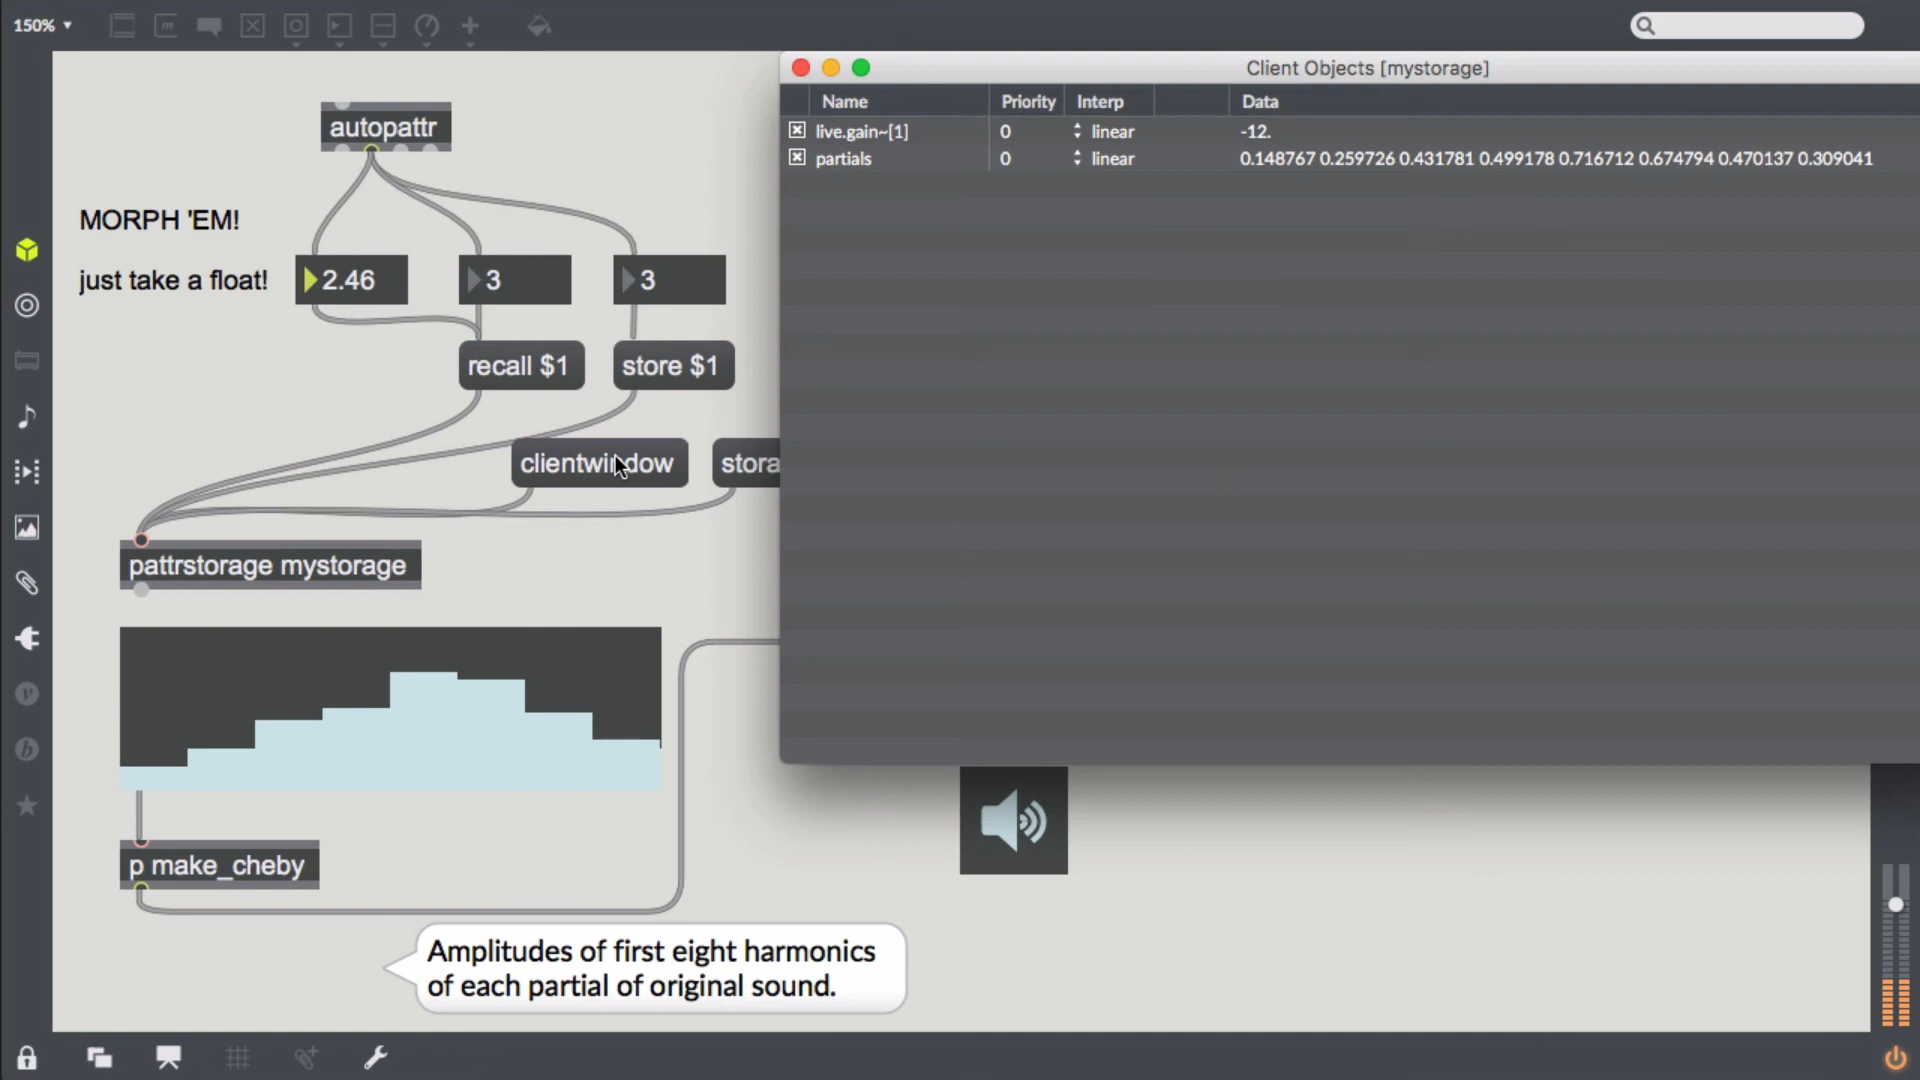 150%
Client Objects [mystorage]
Name Priority Interp Data
live.gain~[1] 0 linear -12.
partials 0 linear 0.148767 0.259726 0.431781 0.499178 0.716712 0.674794 0.470137 0.309041
autopattr
MORPH 'EM!
just take a float! 2.46 3 3
recall $1 store $1
clientwindow stora
pattrstorage mystorage
p make_cheby
Amplitudes of first eight harmonics
of each partial of original sound.